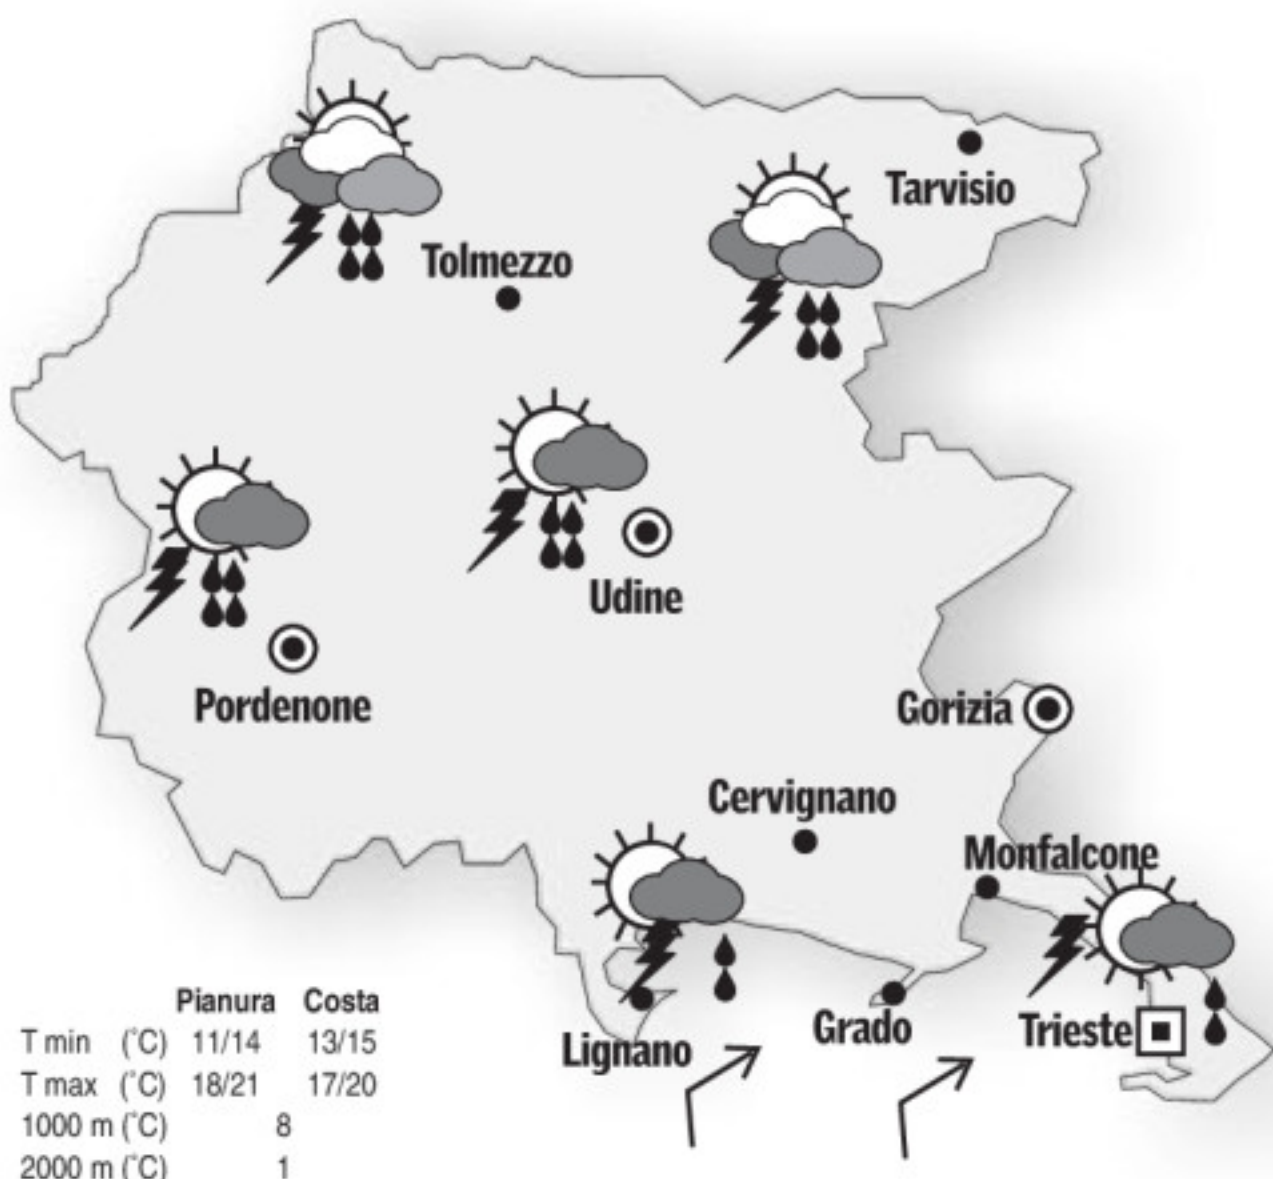 Tarvisio
Tolmezzo
Udine
Pordenone
Gorizia
Cervignano
Monfalcone
Grado
Trieste
Lignano
Pianura Costa
T min (°C) 11/14 13/15
T max (°C) 18/21 17/20
1000 m (°C) 8
2000 m (°C) 1